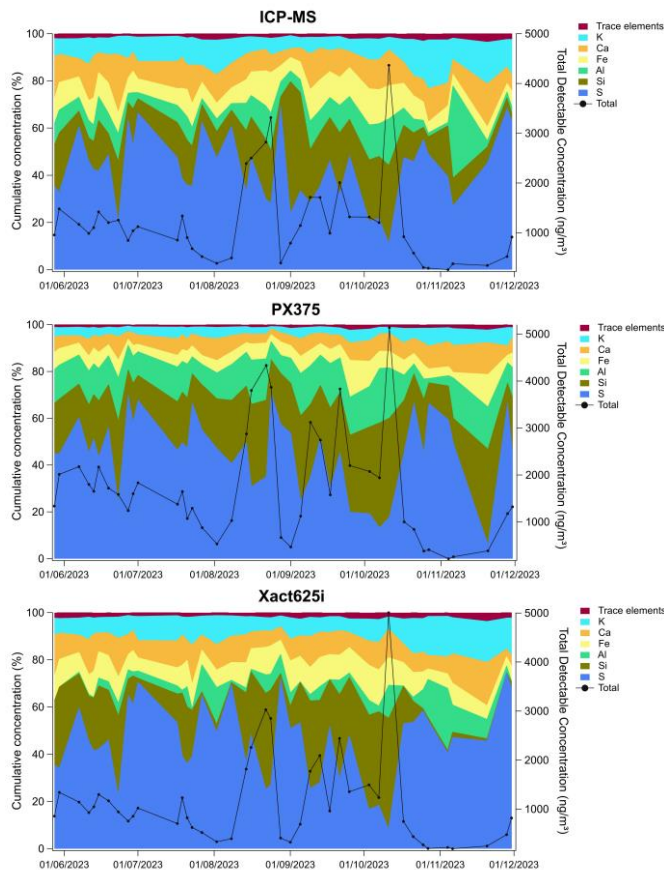 ICP-MS
Cumulative concentration (%)
100
80
60
40
20
0
5000
4000
3000
2000
1000
Total Detectable Concentration (ng/m³)
01/06/2023 01/07/2023 01/08/2023 01/09/2023 01/10/2023 01/11/2023 01/12/2023
Trace elements
K
Ca
Fe
Al
Si
S
Total
PX375
Cumulative concentration (%)
100
80
60
40
20
0
5000
4000
3000
2000
1000
Total Detectable Concentration (ng/m³)
01/06/2023 01/07/2023 01/08/2023 01/09/2023 01/10/2023 01/11/2023 01/12/2023
Trace elements
K
Ca
Fe
Al
Si
S
Total
Xact625i
Cumulative concentration (%)
100
80
60
40
20
0
5000
4000
3000
2000
1000
Total Detectable Concentration (ng/m³)
01/06/2023 01/07/2023 01/08/2023 01/09/2023 01/10/2023 01/11/2023 01/12/2023
Trace elements
K
Ca
Fe
Al
Si
S
Total